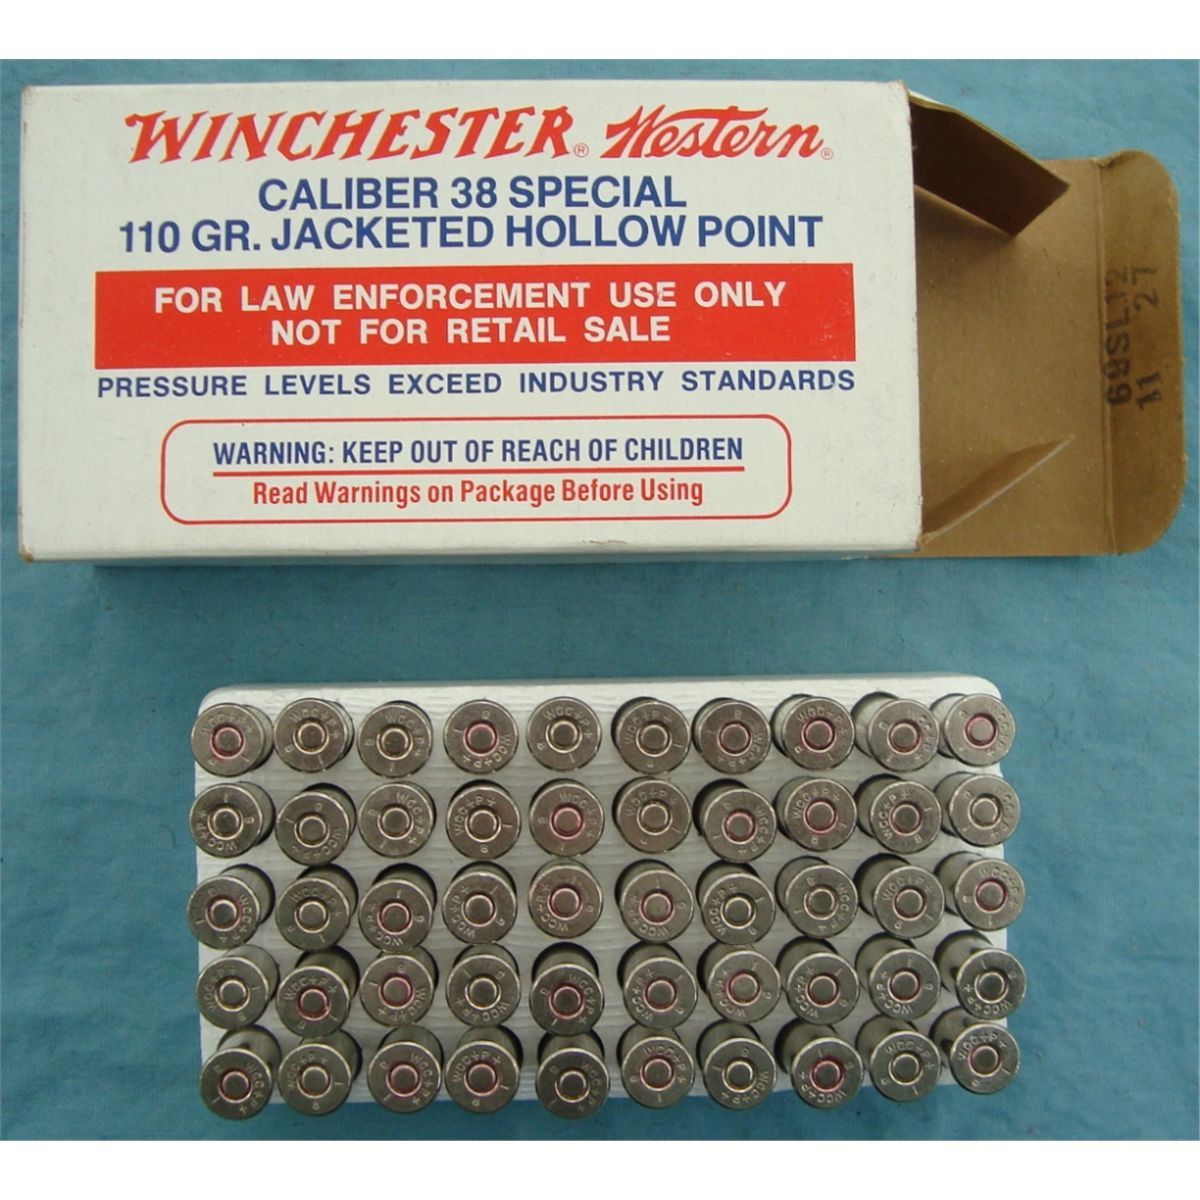 WINCHESTER® Western®
CALIBER 38 SPECIAL
110 GR. JACKETED HOLLOW POINT
FOR LAW ENFORCEMENT USE ONLY
NOT FOR RETAIL SALE
PRESSURE LEVELS EXCEED INDUSTRY STANDARDS
WARNING: KEEP OUT OF REACH OF CHILDREN
Read Warnings on Package Before Using
69SL12
11 27
WCC+P+